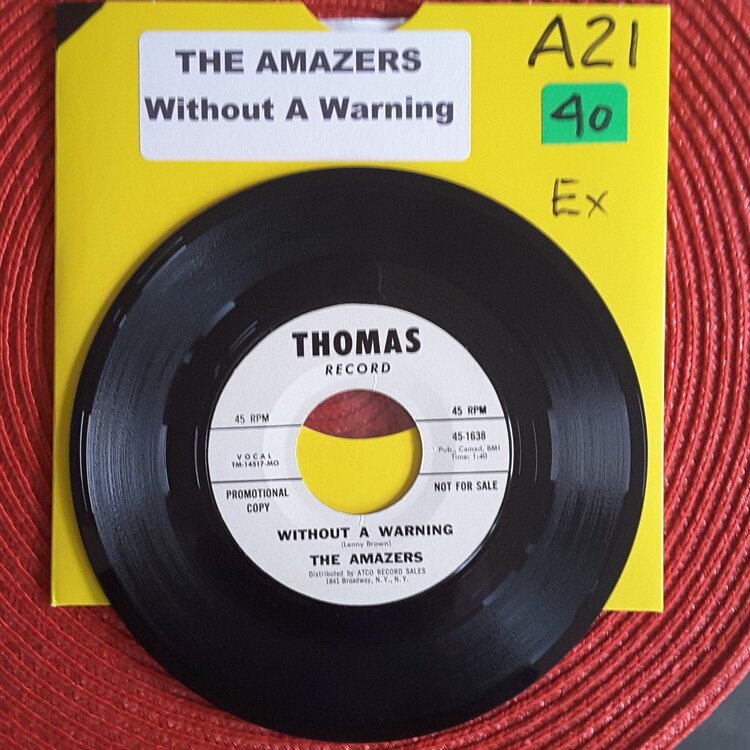 THE AMAZERS
Without A Warning
A21
40
Ex
THOMAS
RECORD
45 RPM
45 RPM
VOCAL
TM-14517-MO
45-1638
Pub., Camad, BMI
Time: 1:40
PROMOTIONAL
COPY
NOT FOR SALE
WITHOUT A WARNING
(Lenny Brown)
THE AMAZERS
Distributed by ATCO RECORD SALES
1841 Broadway, N.Y., N.Y.